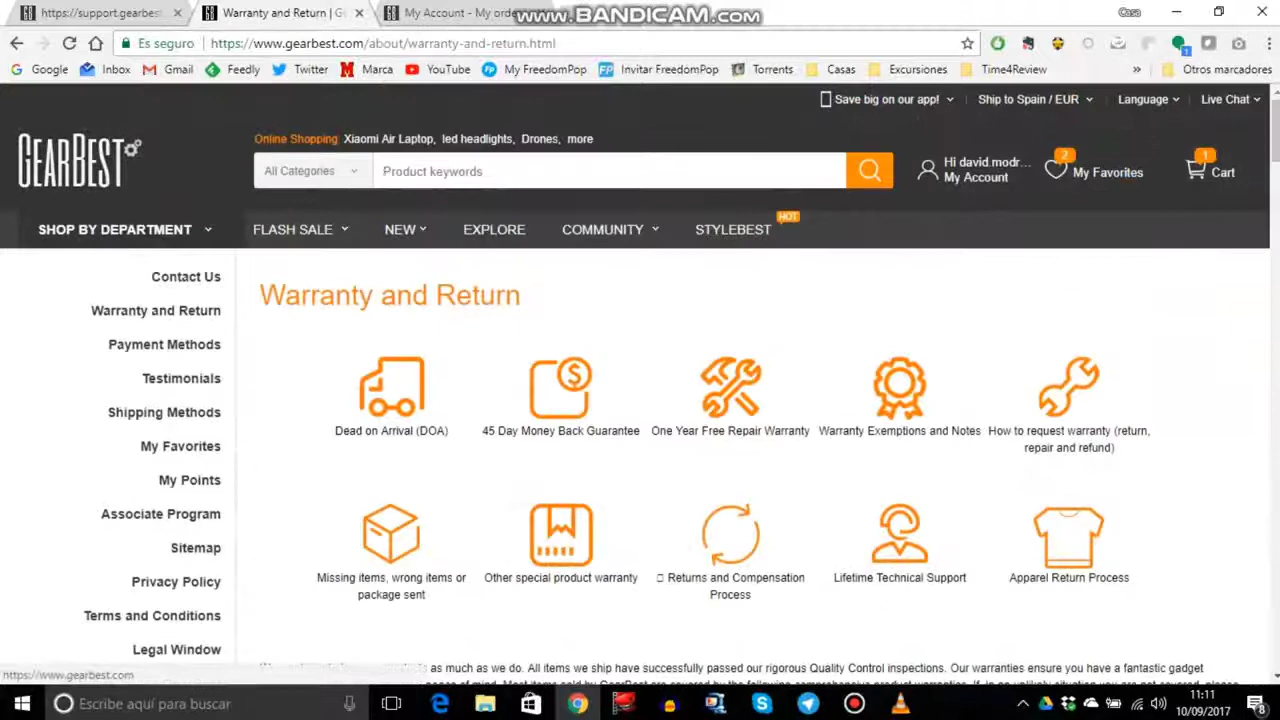 https://support.gearbest
Warranty and Return | G
My Account - My ord
www.BANDICAM.com
Casa
Es seguro
https://www.gearbest.com/about/warranty-and-return.html
Google
Inbox
Gmail
Feedly
Twitter
Marca
YouTube
My FreedomPop
Invitar FreedomPop
Torrents
Casas
Excursiones
Time4Review
»
Otros marcadores
Save big on our app!
Ship to Spain / EUR
Language
Live Chat
GEARBEST
Online Shopping Xiaomi Air Laptop, led headlights, Drones, more
All Categories
Product keywords
Hi david.modr...
My Account
2
My Favorites
1
Cart
SHOP BY DEPARTMENT
FLASH SALE
NEW
EXPLORE
COMMUNITY
STYLEBEST
HOT
Contact Us
Warranty and Return
Payment Methods
Testimonials
Shipping Methods
My Favorites
My Points
Associate Program
Sitemap
Privacy Policy
Terms and Conditions
Legal Window
Warranty and Return
Dead on Arrival (DOA)
45 Day Money Back Guarantee
One Year Free Repair Warranty
Warranty Exemptions and Notes
How to request warranty (return,
repair and refund)
Missing items, wrong items or
package sent
Other special product warranty
Returns and Compensation
Process
Lifetime Technical Support
Apparel Return Process
as much as we do. All items we ship have successfully passed our rigorous Quality Control inspections. Our warranties ensure you have a fantastic gadget
https://www.gearbest.com
Escribe aquí para buscar
11:11
10/09/2017
8